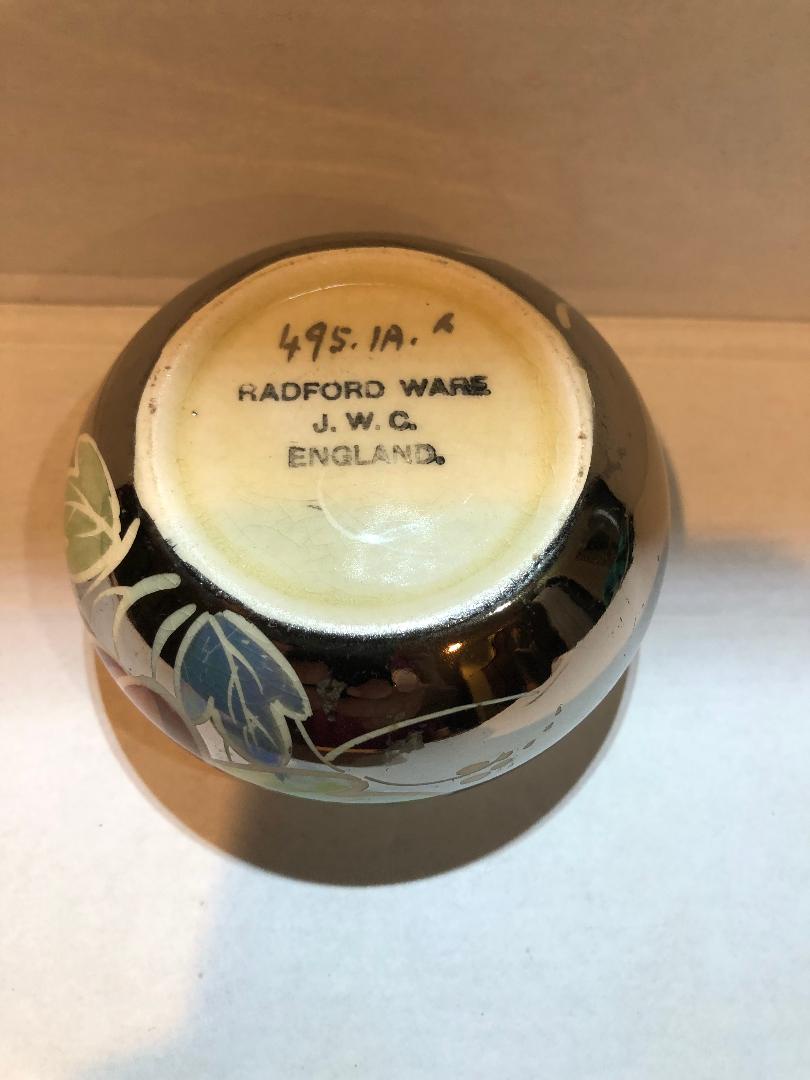 495. 1A. 
RADFORD WARE.
J. W. C.
ENGLAND.